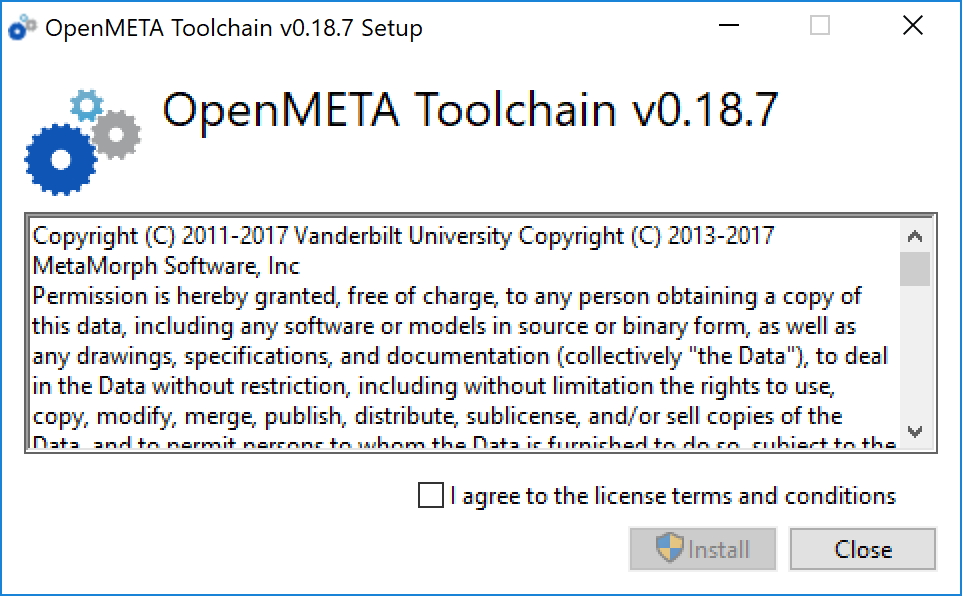 OpenMETA Toolchain v0.18.7 Setup
OpenMETA Toolchain v0.18.7
Copyright (C) 2011-2017 Vanderbilt University Copyright (C) 2013-2017
MetaMorph Software, Inc
Permission is hereby granted, free of charge, to any person obtaining a copy of
this data, including any software or models in source or binary form, as well as
any drawings, specifications, and documentation (collectively "the Data"), to deal
in the Data without restriction, including without limitation the rights to use,
copy, modify, merge, publish, distribute, sublicense, and/or sell copies of the
Data, and to permit persons to whom the Data is furnished to do so, subject to the
I agree to the license terms and conditions
Install
Close